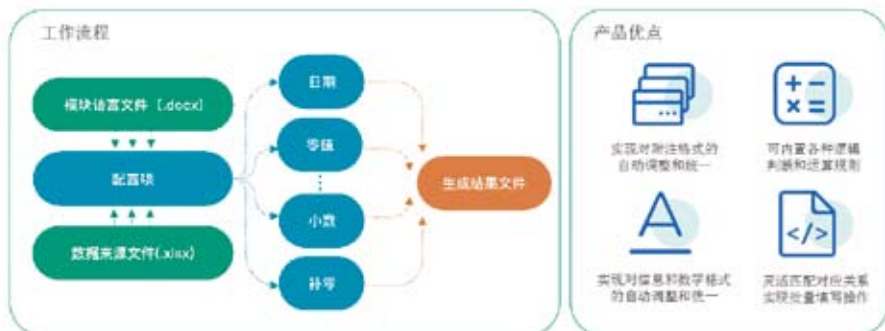 工作流程
模块语言文件 (.docx)
配置项
数据来源文件(.xlsx)
日期
零值
小数
补零
生成结果文件
产品优点
实现对附注格式的
自动调整和统一
可内置各种逻辑
判断和运算规则
实现对信息和数字格式
的自动调整和统一
灵活匹配对应关系
实现批量填写操作